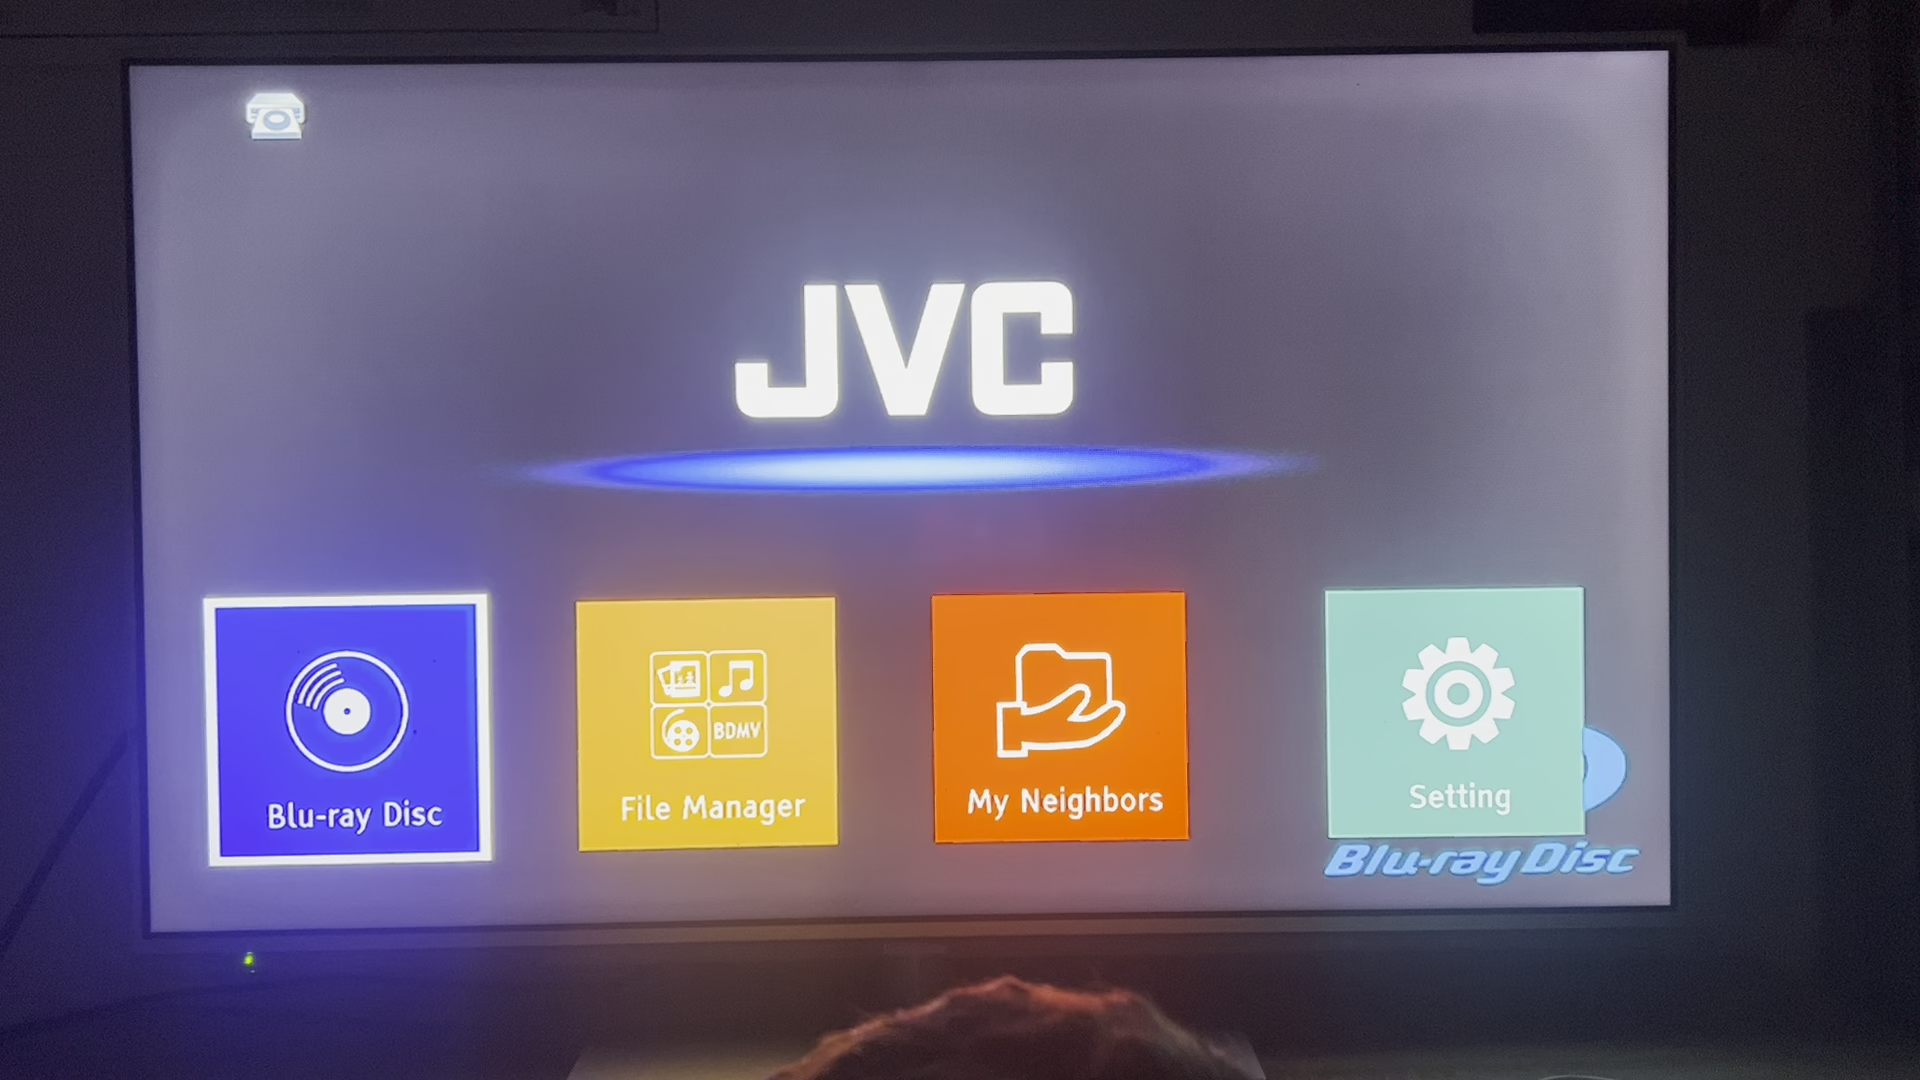 JVC
BDMV
Blu-ray Disc
File Manager
My Neighbors
Setting
Blu-ray Disc